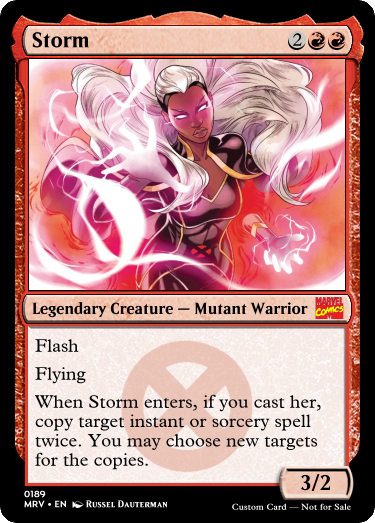 Storm 2
Legendary Creature — Mutant Warrior MARVEL COMICS
Flash
Flying
When Storm enters, if you cast her,
copy target instant or sorcery spell
twice. You may choose new targets
for the copies.
3/2
0189
MRV • EN Russel Dauterman
Custom Card — Not for Sale